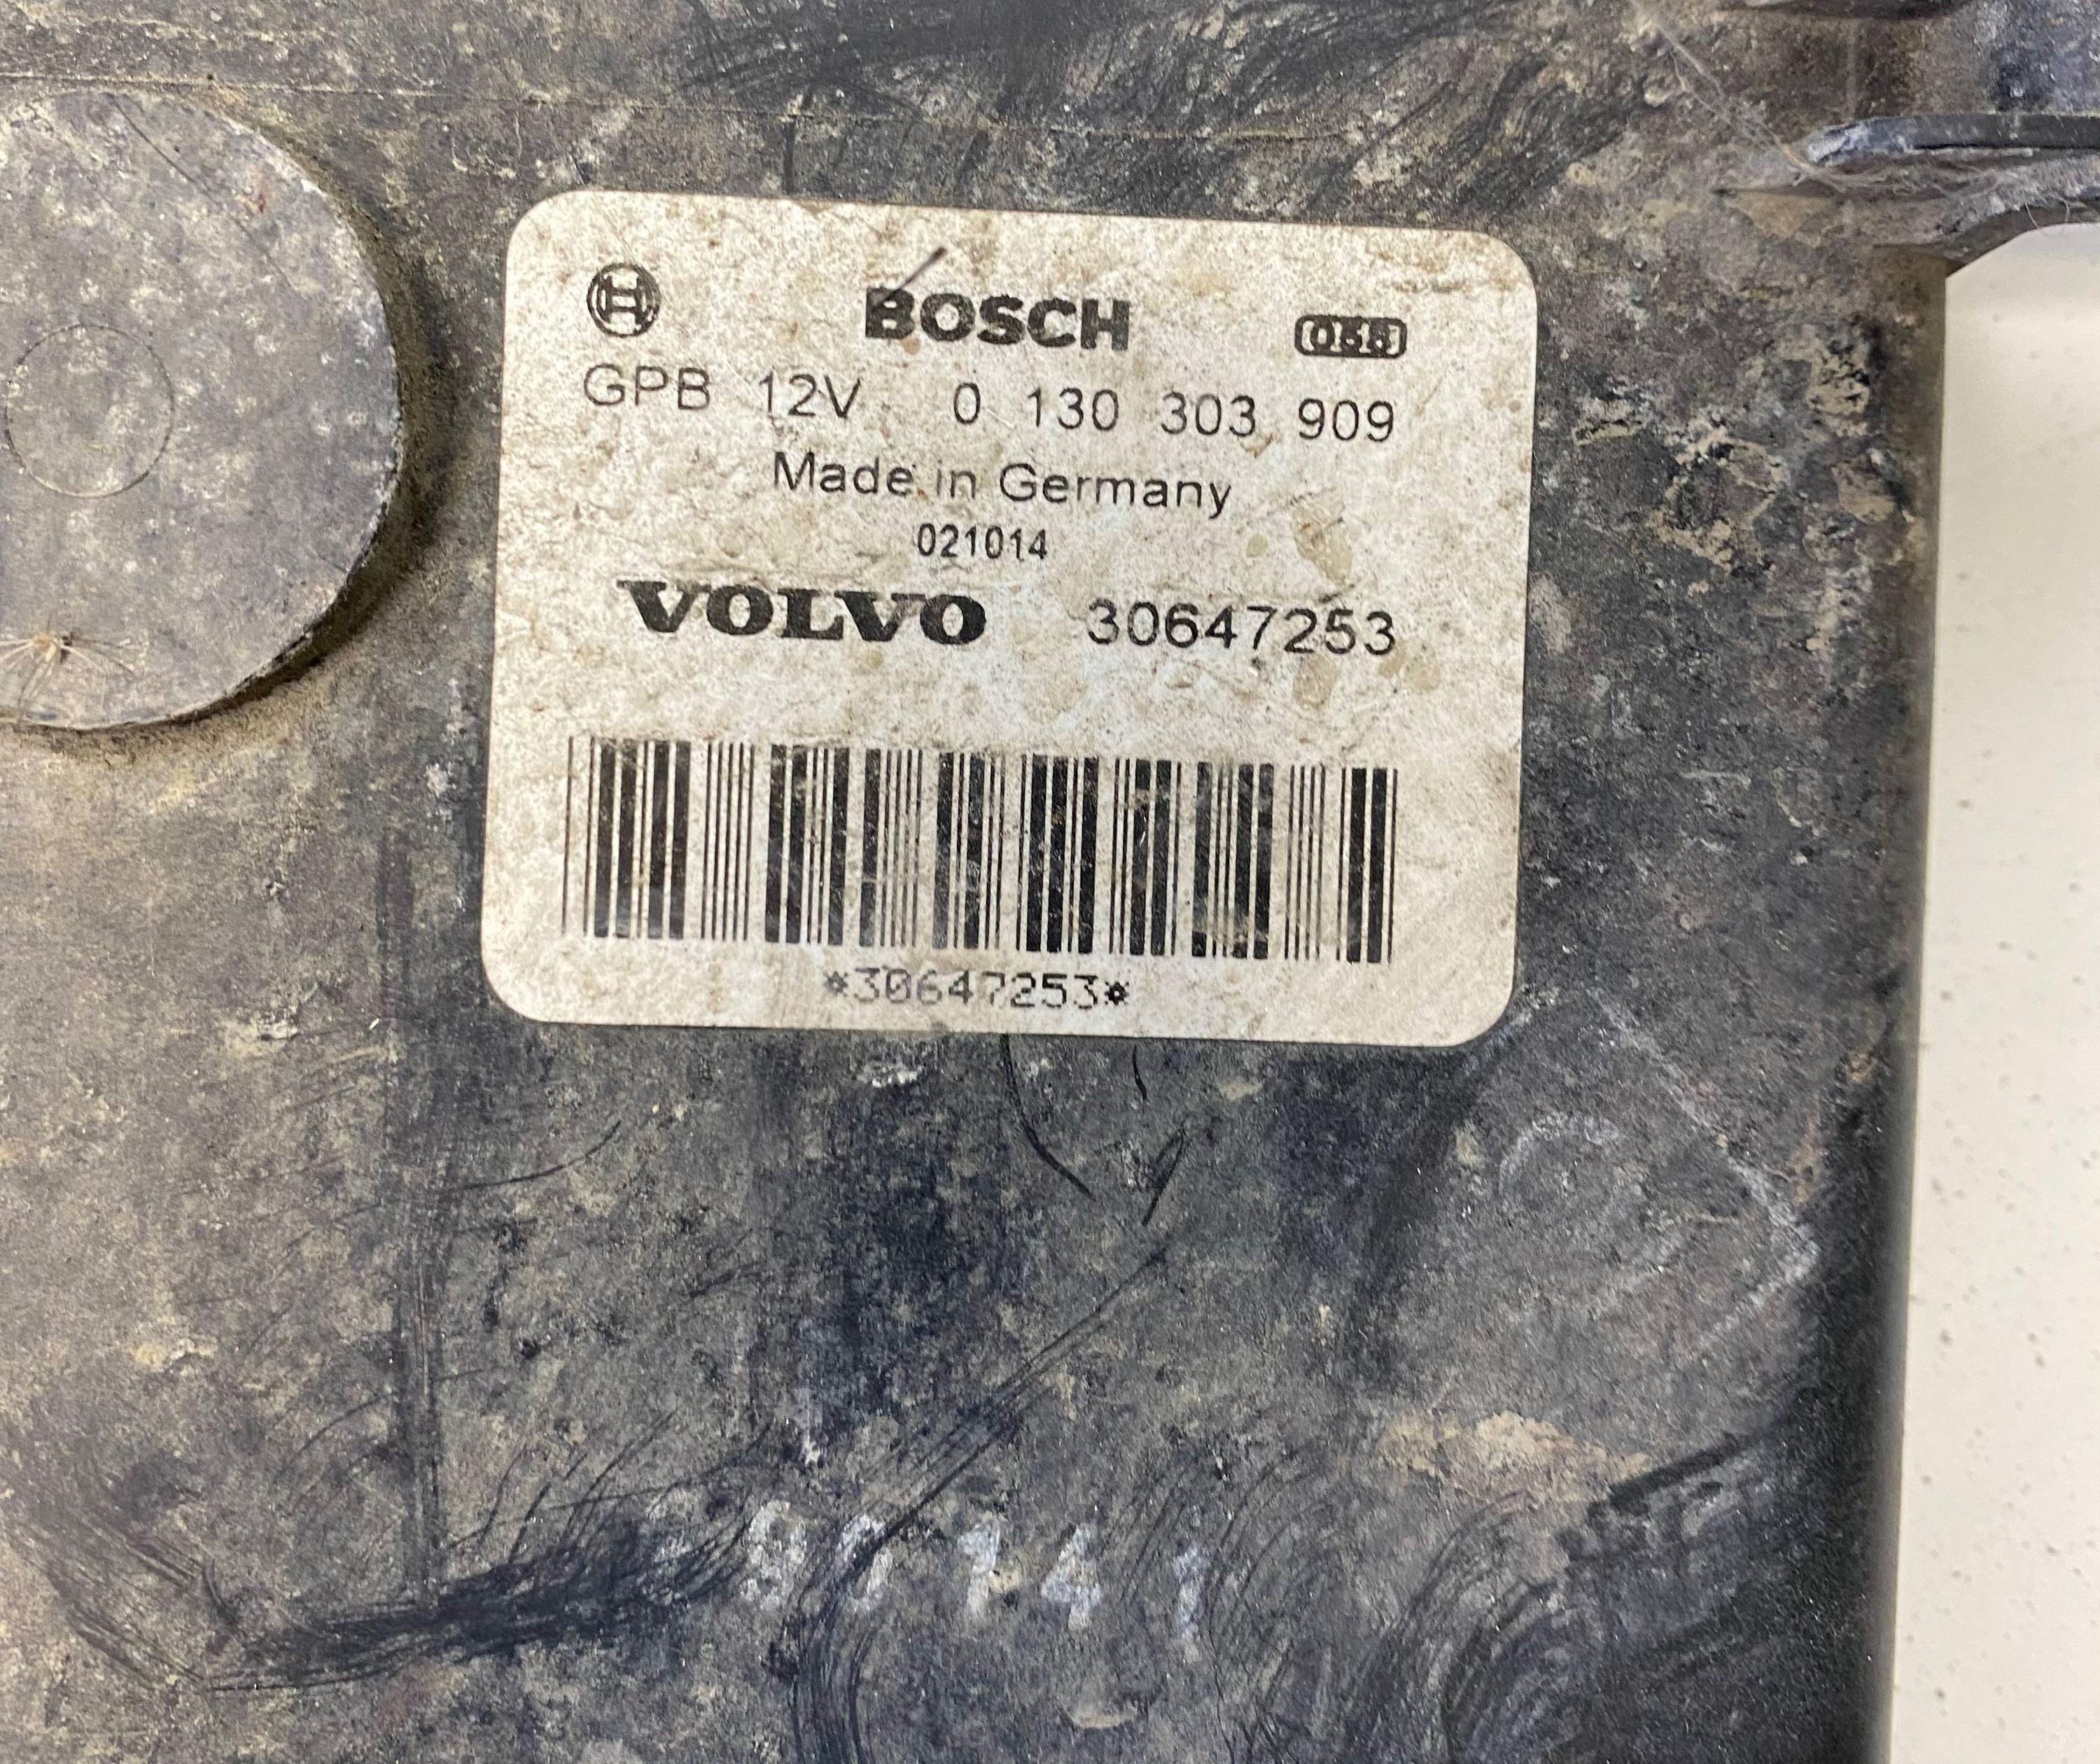 BOSCH
GPB 12V 0 130 303 909
Made in Germany
021014
VOLVO 30647253
*30647253*